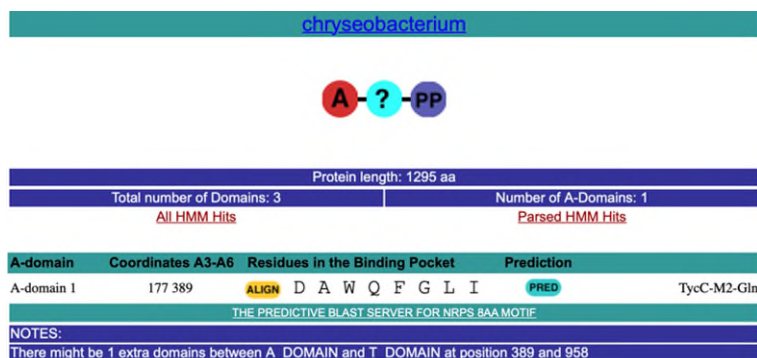 chryseobacterium
A-?-PP
Protein length: 1295 aa
Total number of Domains: 3 Number of A-Domains: 1
All HMM Hits Parsed HMM Hits
A-domain Coordinates A3-A6 Residues in the Binding Pocket Prediction
A-domain 1 177 389 ALIGN D A W Q F G L I PRED TycC-M2-Gln
THE PREDICTIVE BLAST SERVER FOR NRPS 8AA MOTIF
NOTES:
There might be 1 extra domains between A_DOMAIN and T_DOMAIN at position 389 and 958